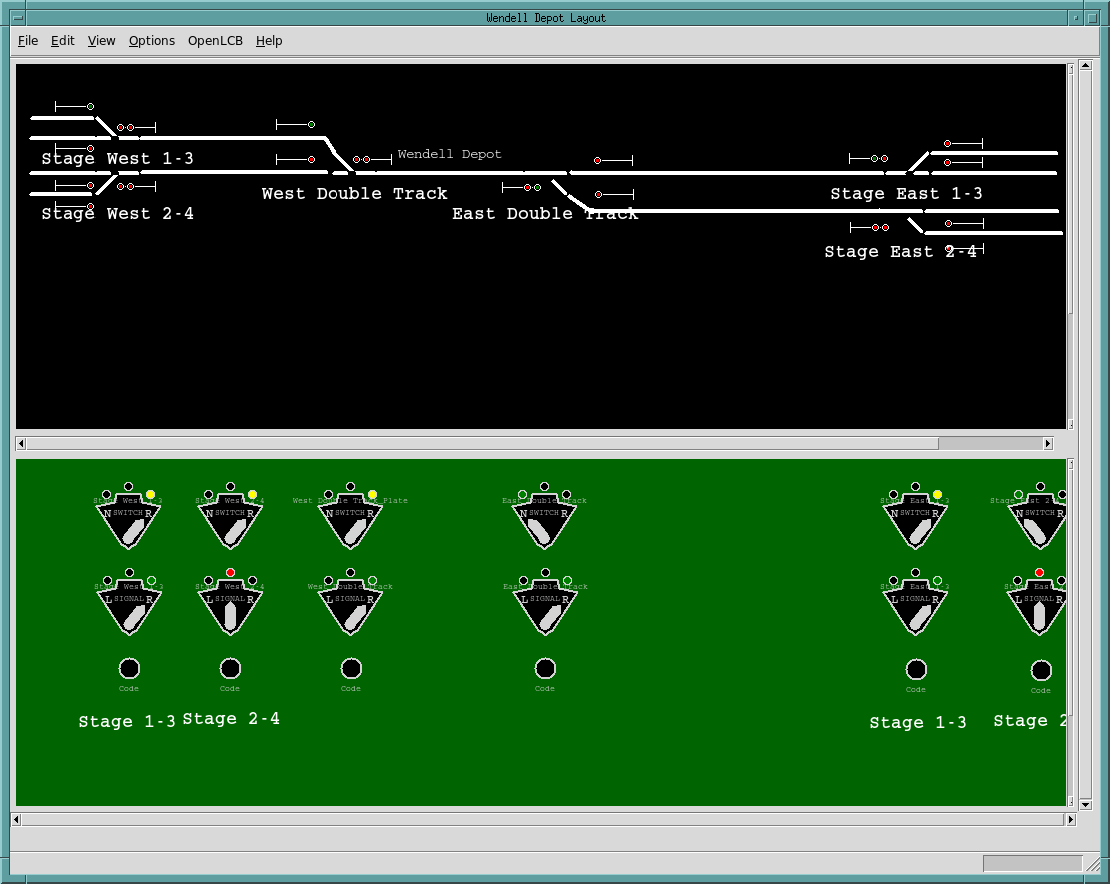 Wendell Depot Layout
File Edit View Options OpenLCB Help
Wendell Depot
Stage West 1-3
West Double Track
Stage East 1-3
Stage West 2-4
East Double Track
Stage East 2-4
Stage West 1-3 Stage West 2-4 West Double Track Plate East Double Track Stage East 1-3 Stage East 2-4
N SWITCH R N SWITCH R N SWITCH R N SWITCH R N SWITCH R N SWITCH R
Stage West 1-3 Stage West 2-4 West Double Track East Double Track Stage East 1-3 Stage East
L SIGNAL R L SIGNAL R L SIGNAL R L SIGNAL R L SIGNAL R L SIGNAL R
Code Code Code Code Code Code
Stage 1-3 Stage 2-4 Stage 1-3 Stage 2